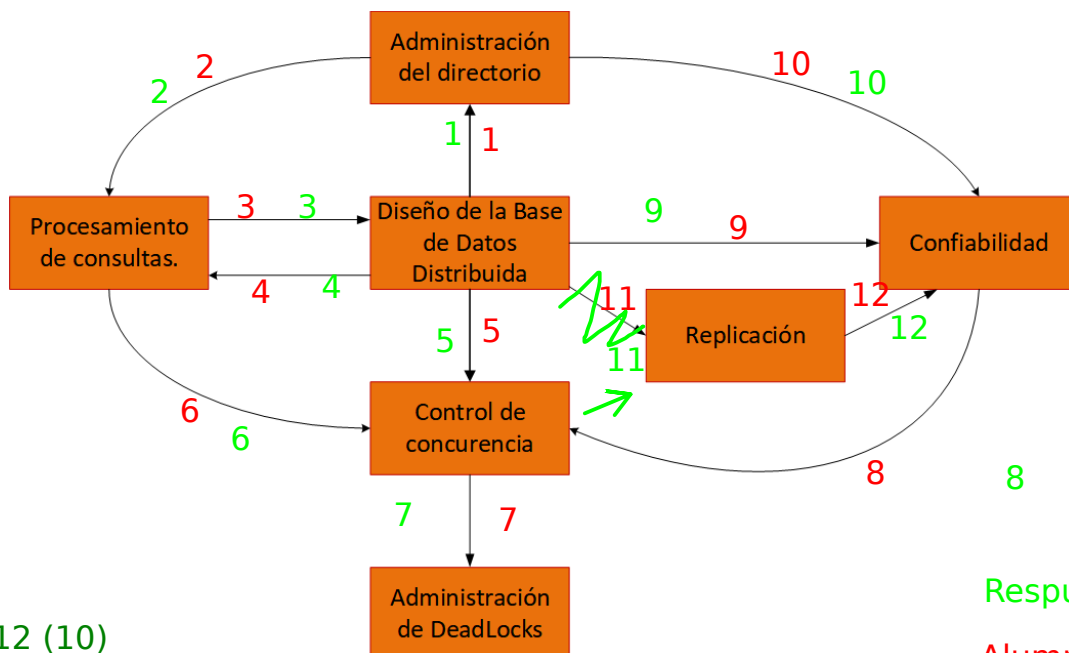 Administración
del directorio
2
2
10
10
1
1
Procesamiento
de consultas.
3
3
4
4
Diseño de la Base
de Datos
Distribuida
9
9
Confiabilidad
11
11
12
12
Replicación
5
5
6
6
Control de
concurencia
8
8
7
7
Administración
de DeadLocks
12 (10)